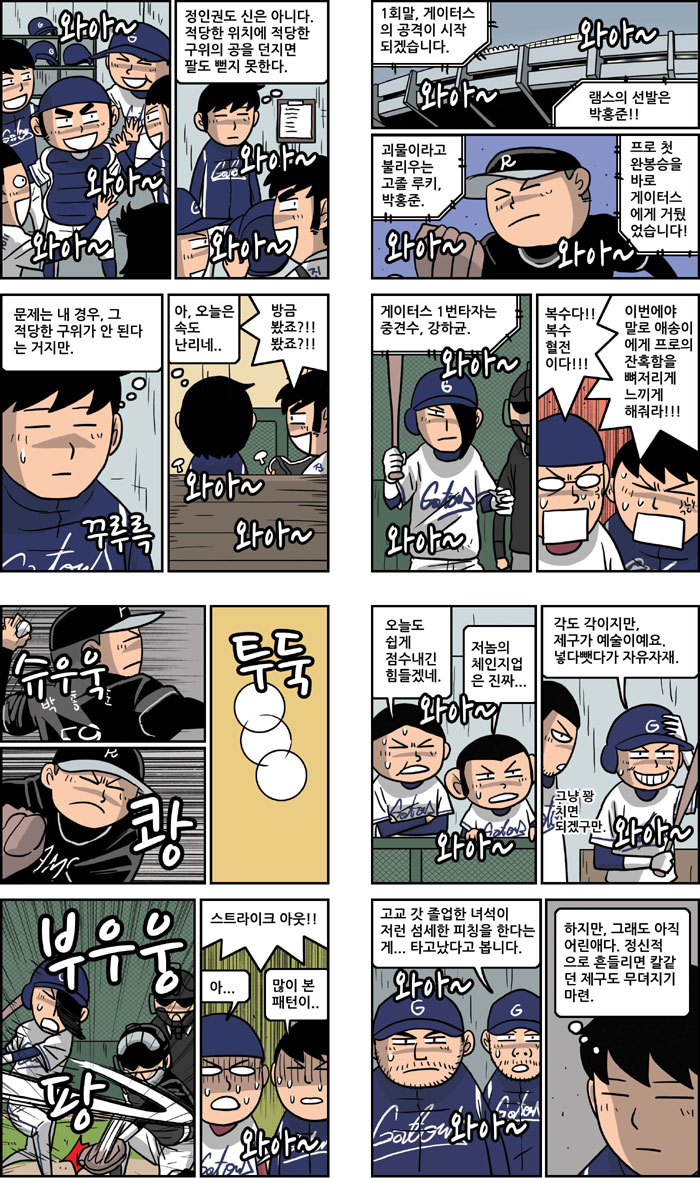 와아~
와아~
와아~
정인권도 신은 아니다.
적당한 위치에 적당한
구위의 공을 던지면
팔도 뻗지 못한다.
와아~
와아~
문제는 내 경우, 그
적당한 구위가 안 된다
는 거지만.
꾸루룩
아, 오늘은
속도
난리네..
방금
봤죠?!!
봤죠?!!
와아~
와아~
1회말, 게이터스
의 공격이 시작
되겠습니다.
와아~
와아~
램스의 선발은
박홍준!!
괴물이라고
불리우는
고졸 루키,
박홍준.
R
프로 첫
완봉승을
바로
게이터스
에게 거뒀
었습니다!
와아~
와아~
게이터스 1번타자는
중견수, 강하균.
와아~
G
와아~
복수다!!
복수
혈전
이다!!!
이번에야
말로 애송이
에게 프로의
잔혹함을
뼈저리게
느끼게
해줘라!!!
슈우욱
박홍준
R
쾅
투둑
부우웅
팡
스트라이크 아웃!!
아...
많이 본
패턴이..
와아~
오늘도
쉽게
점수내긴
힘들겠네.
저놈의
체인지업
은 진짜...
와아~
와아~
각도 각이지만,
제구가 예술이예요.
넣다뺏다가 자유자재.
G
그냥 꽝
치면
되겠구만.
와아~
고교 갓 졸업한 녀석이
저런 섬세한 피칭을 한다는
게... 타고났다고 봅니다.
와아~
G
G
와아~
하지만, 그래도 아직
어린애다. 정신적
으로 흔들리면 칼같
던 제구도 무뎌지기
마련.